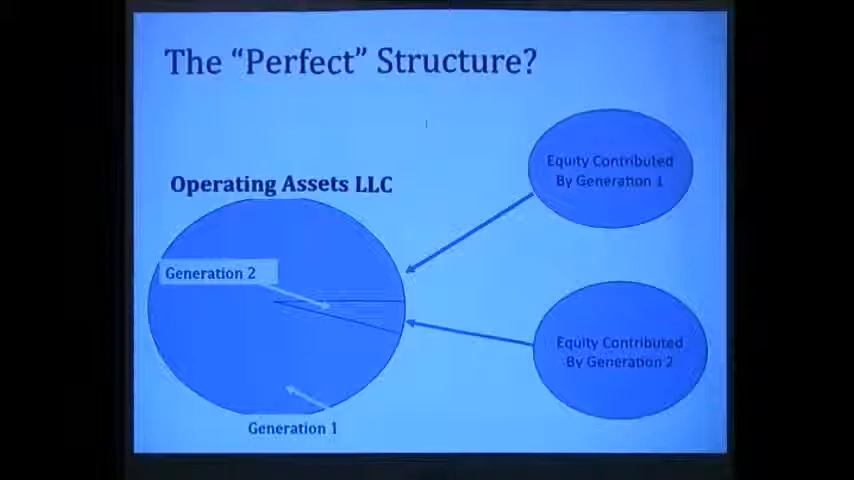 The “Perfect” Structure?
Operating Assets LLC
Equity Contributed
By Generation 1
Generation 2
Equity Contributed
By Generation 2
Generation 1